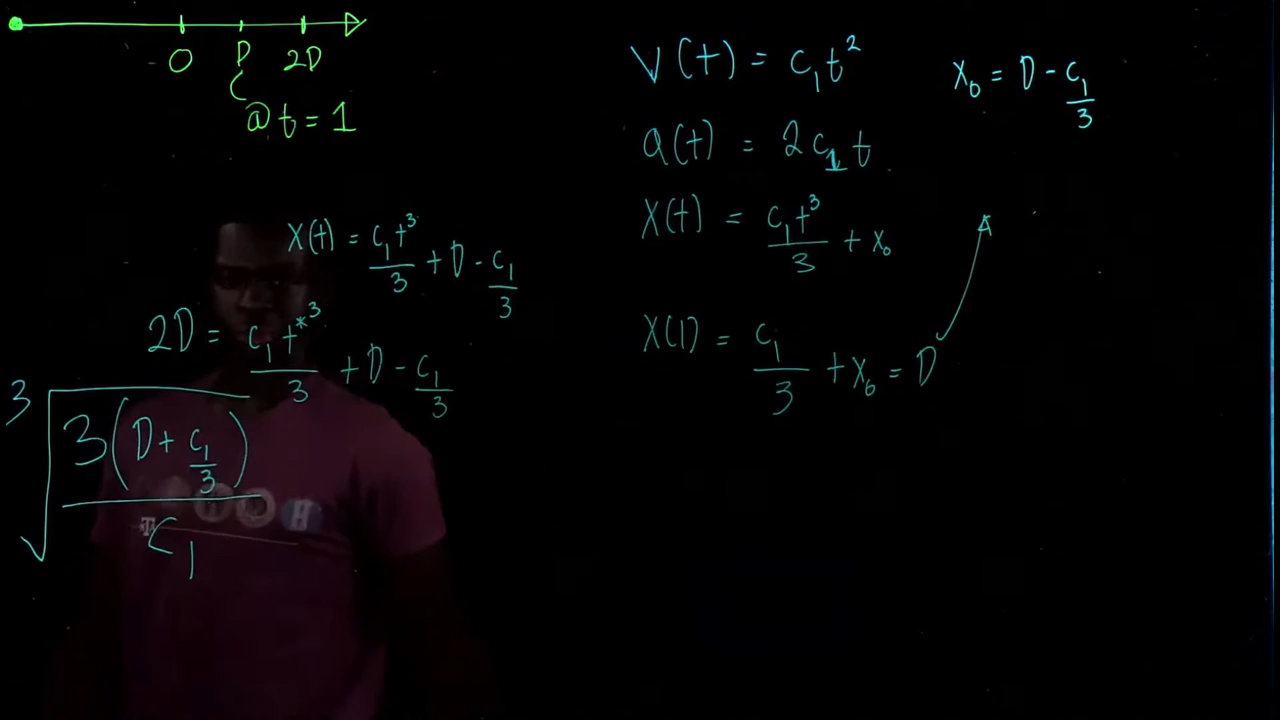 0 D 2D
@ t = 1
V(t) = c₁t²
x₀ = D - c₁/3
a(t) = 2c₁t
x(t) = c₁t³/3 + x₀
x(1) = c₁/3 + x₀ = D
x(t) = c₁t³/3 + D - c₁/3
2D = c₁t*³/3 + D - c₁/3
∛(3(D + c₁/3)/c₁)